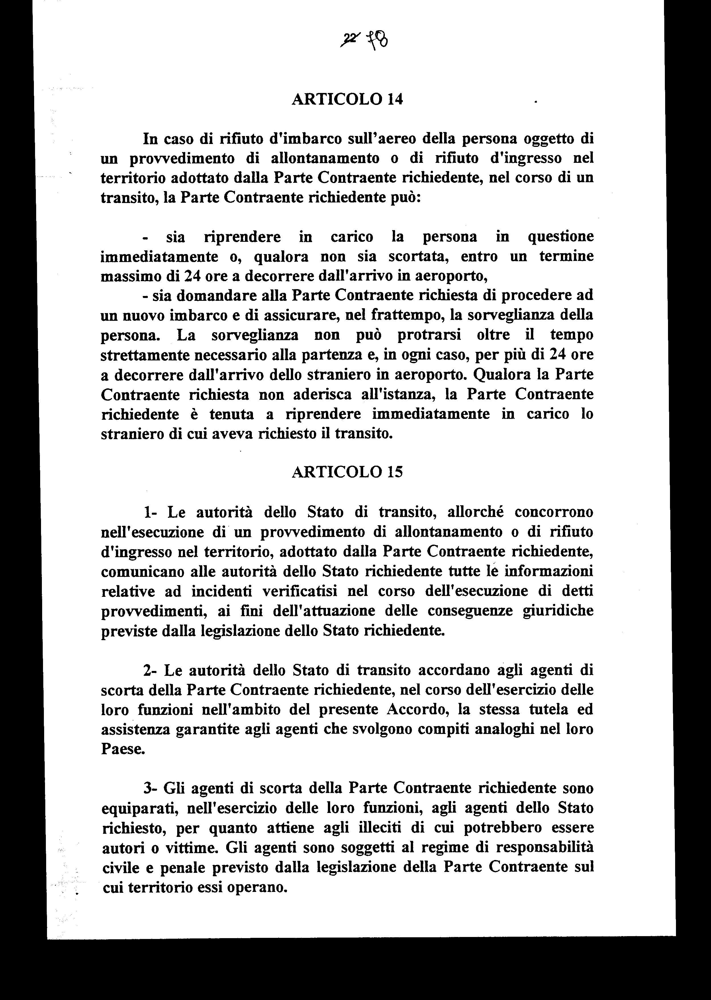 22 78
ARTICOLO 14
In caso di rifiuto d'imbarco sull'aereo della persona oggetto di
un provvedimento di allontanamento o di rifiuto d'ingresso nel
territorio adottato dalla Parte Contraente richiedente, nel corso di un
transito, la Parte Contraente richiedente può:
- sia riprendere in carico la persona in questione
immediatamente o, qualora non sia scortata, entro un termine
massimo di 24 ore a decorrere dall'arrivo in aeroporto,
- sia domandare alla Parte Contraente richiesta di procedere ad
un nuovo imbarco e di assicurare, nel frattempo, la sorveglianza della
persona. La sorveglianza non può protrarsi oltre il tempo
strettamente necessario alla partenza e, in ogni caso, per più di 24 ore
a decorrere dall'arrivo dello straniero in aeroporto. Qualora la Parte
Contraente richiesta non aderisca all'istanza, la Parte Contraente
richiedente è tenuta a riprendere immediatamente in carico lo
straniero di cui aveva richiesto il transito.
ARTICOLO 15
1- Le autorità dello Stato di transito, allorché concorrono
nell'esecuzione di un provvedimento di allontanamento o di rifiuto
d'ingresso nel territorio, adottato dalla Parte Contraente richiedente,
comunicano alle autorità dello Stato richiedente tutte le informazioni
relative ad incidenti verificatisi nel corso dell'esecuzione di detti
provvedimenti, ai fini dell'attuazione delle conseguenze giuridiche
previste dalla legislazione dello Stato richiedente.
2- Le autorità dello Stato di transito accordano agli agenti di
scorta della Parte Contraente richiedente, nel corso dell'esercizio delle
loro funzioni nell'ambito del presente Accordo, la stessa tutela ed
assistenza garantite agli agenti che svolgono compiti analoghi nel loro
Paese.
3- Gli agenti di scorta della Parte Contraente richiedente sono
equiparati, nell'esercizio delle loro funzioni, agli agenti dello Stato
richiesto, per quanto attiene agli illeciti di cui potrebbero essere
autori o vittime. Gli agenti sono soggetti al regime di responsabilità
civile e penale previsto dalla legislazione della Parte Contraente sul
cui territorio essi operano.